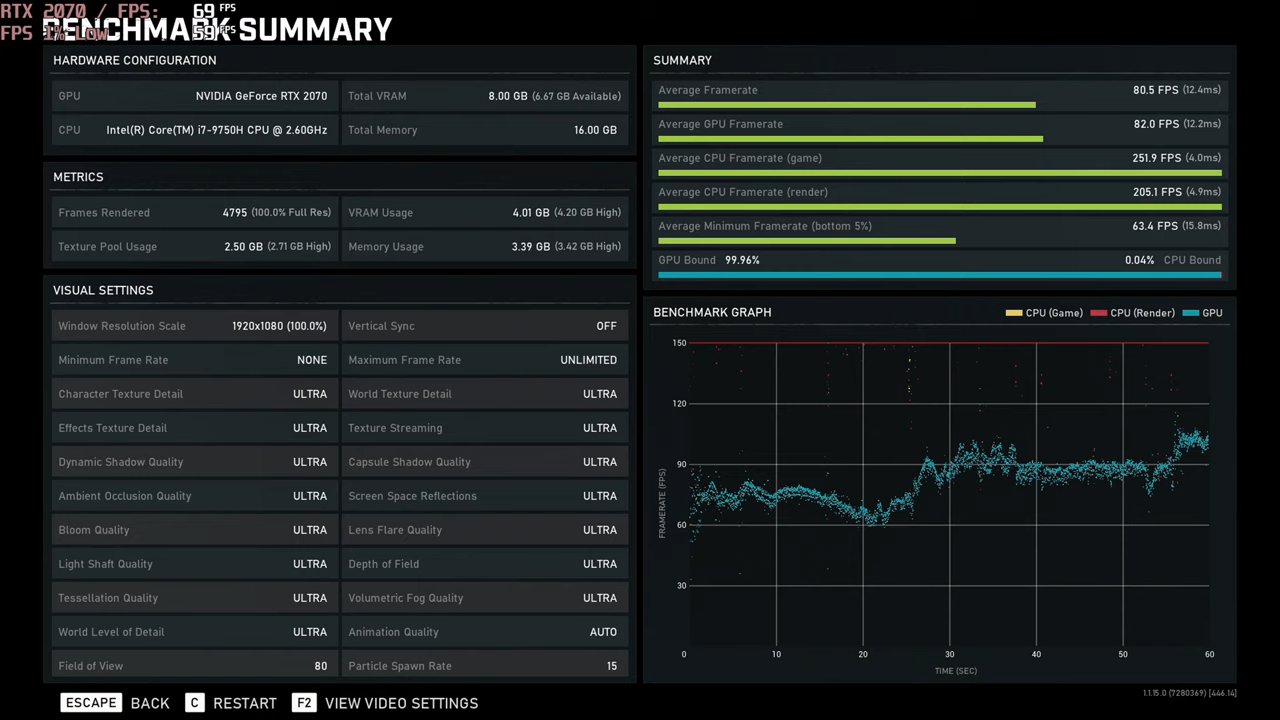 RTX 2070 / FPS: 69 FPS
FPS 1% Low 59 FPS
BENCHMARK SUMMARY
HARDWARE CONFIGURATION
GPU NVIDIA GeForce RTX 2070 Total VRAM 8.00 GB (6.67 GB Available)
CPU Intel(R) Core(TM) i7-9750H CPU @ 2.60GHz Total Memory 16.00 GB
METRICS
Frames Rendered 4795 (100.0% Full Res) VRAM Usage 4.01 GB (4.20 GB High)
Texture Pool Usage 2.50 GB (2.71 GB High) Memory Usage 3.39 GB (3.42 GB High)
VISUAL SETTINGS
Window Resolution Scale 1920x1080 (100.0%) Vertical Sync OFF
Minimum Frame Rate NONE Maximum Frame Rate UNLIMITED
Character Texture Detail ULTRA World Texture Detail ULTRA
Effects Texture Detail ULTRA Texture Streaming ULTRA
Dynamic Shadow Quality ULTRA Capsule Shadow Quality ULTRA
Ambient Occlusion Quality ULTRA Screen Space Reflections ULTRA
Bloom Quality ULTRA Lens Flare Quality ULTRA
Light Shaft Quality ULTRA Depth of Field ULTRA
Tessellation Quality ULTRA Volumetric Fog Quality ULTRA
World Level of Detail ULTRA Animation Quality AUTO
Field of View 80 Particle Spawn Rate 15
SUMMARY
Average Framerate 80.5 FPS (12.4ms)
Average GPU Framerate 82.0 FPS (12.2ms)
Average CPU Framerate (game) 251.9 FPS (4.0ms)
Average CPU Framerate (render) 205.1 FPS (4.9ms)
Average Minimum Framerate (bottom 5%) 63.4 FPS (15.8ms)
GPU Bound 99.96% 0.04% CPU Bound
BENCHMARK GRAPH CPU (Game) CPU (Render) GPU
150
120
90
60
30
FRAMERATE (FPS)
0 10 20 30 40 50 60
TIME (SEC)
ESCAPE BACK C RESTART F2 VIEW VIDEO SETTINGS
1.1.15.0 (7280369) [446.14]